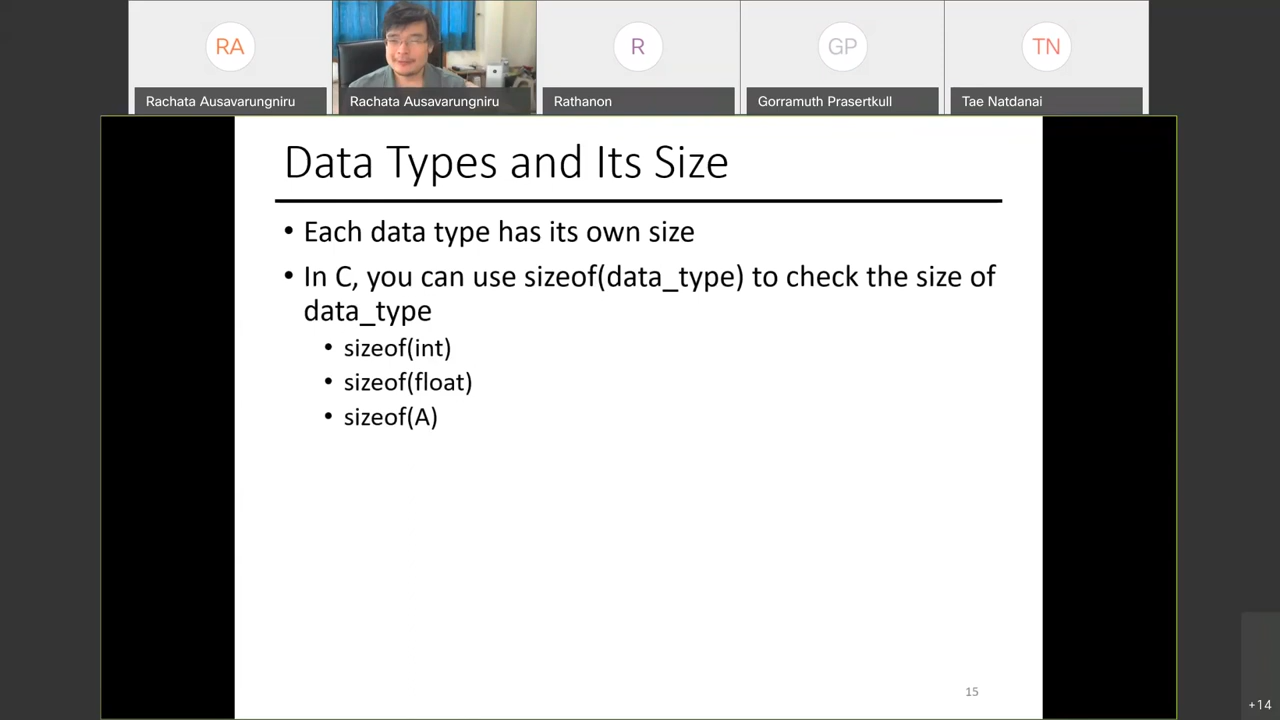 RA
R
GP
TN
Rachata Ausavarungniru
Rachata Ausavarungniru
Rathanon
Gorramuth Prasertkull
Tae Natdanai
Data Types and Its Size
• Each data type has its own size
• In C, you can use sizeof(data_type) to check the size of
data_type
• sizeof(int)
• sizeof(float)
• sizeof(A)
15
+14